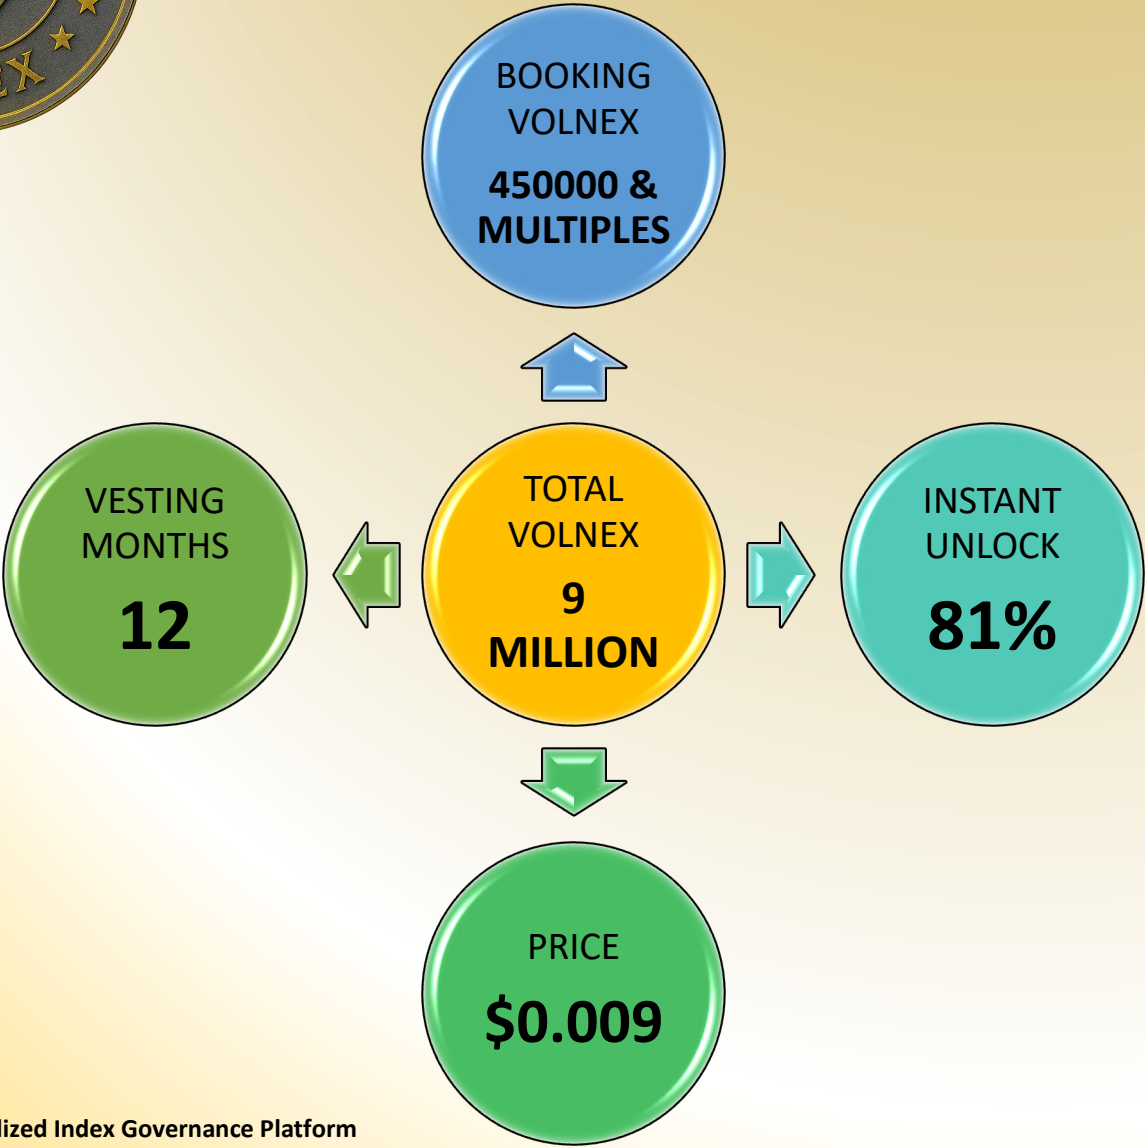 BOOKING
VOLNEX
450000 &
MULTIPLES
VESTING
MONTHS
12
TOTAL
VOLNEX
9
MILLION
INSTANT
UNLOCK
81%
PRICE
$0.009
Index Governance Platform